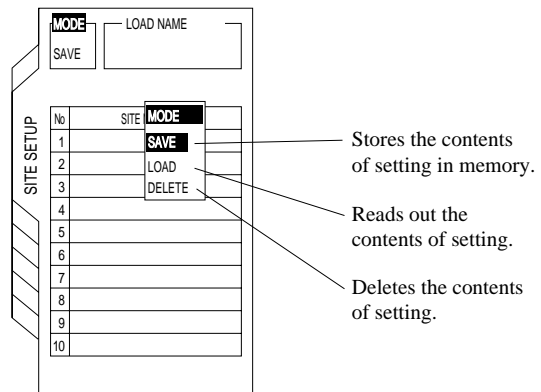 MODE
LOAD NAME
SAVE
SITE SETUP
No SITE
MODE
1
SAVE
2
LOAD
3
DELETE
4
5
6
7
8
9
10
Stores the contents
of setting in memory.
Reads out the
contents of setting.
Deletes the contents
of setting.